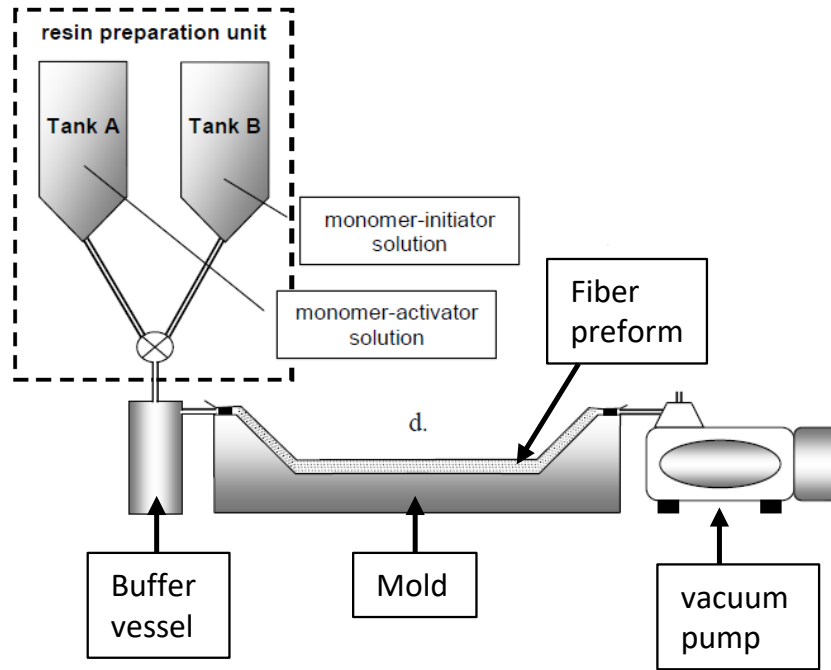 resin preparation unit
Tank A
Tank B
monomer-initiator
solution
monomer-activator
solution
Fiber
preform
d.
Buffer
vessel
Mold
vacuum
pump